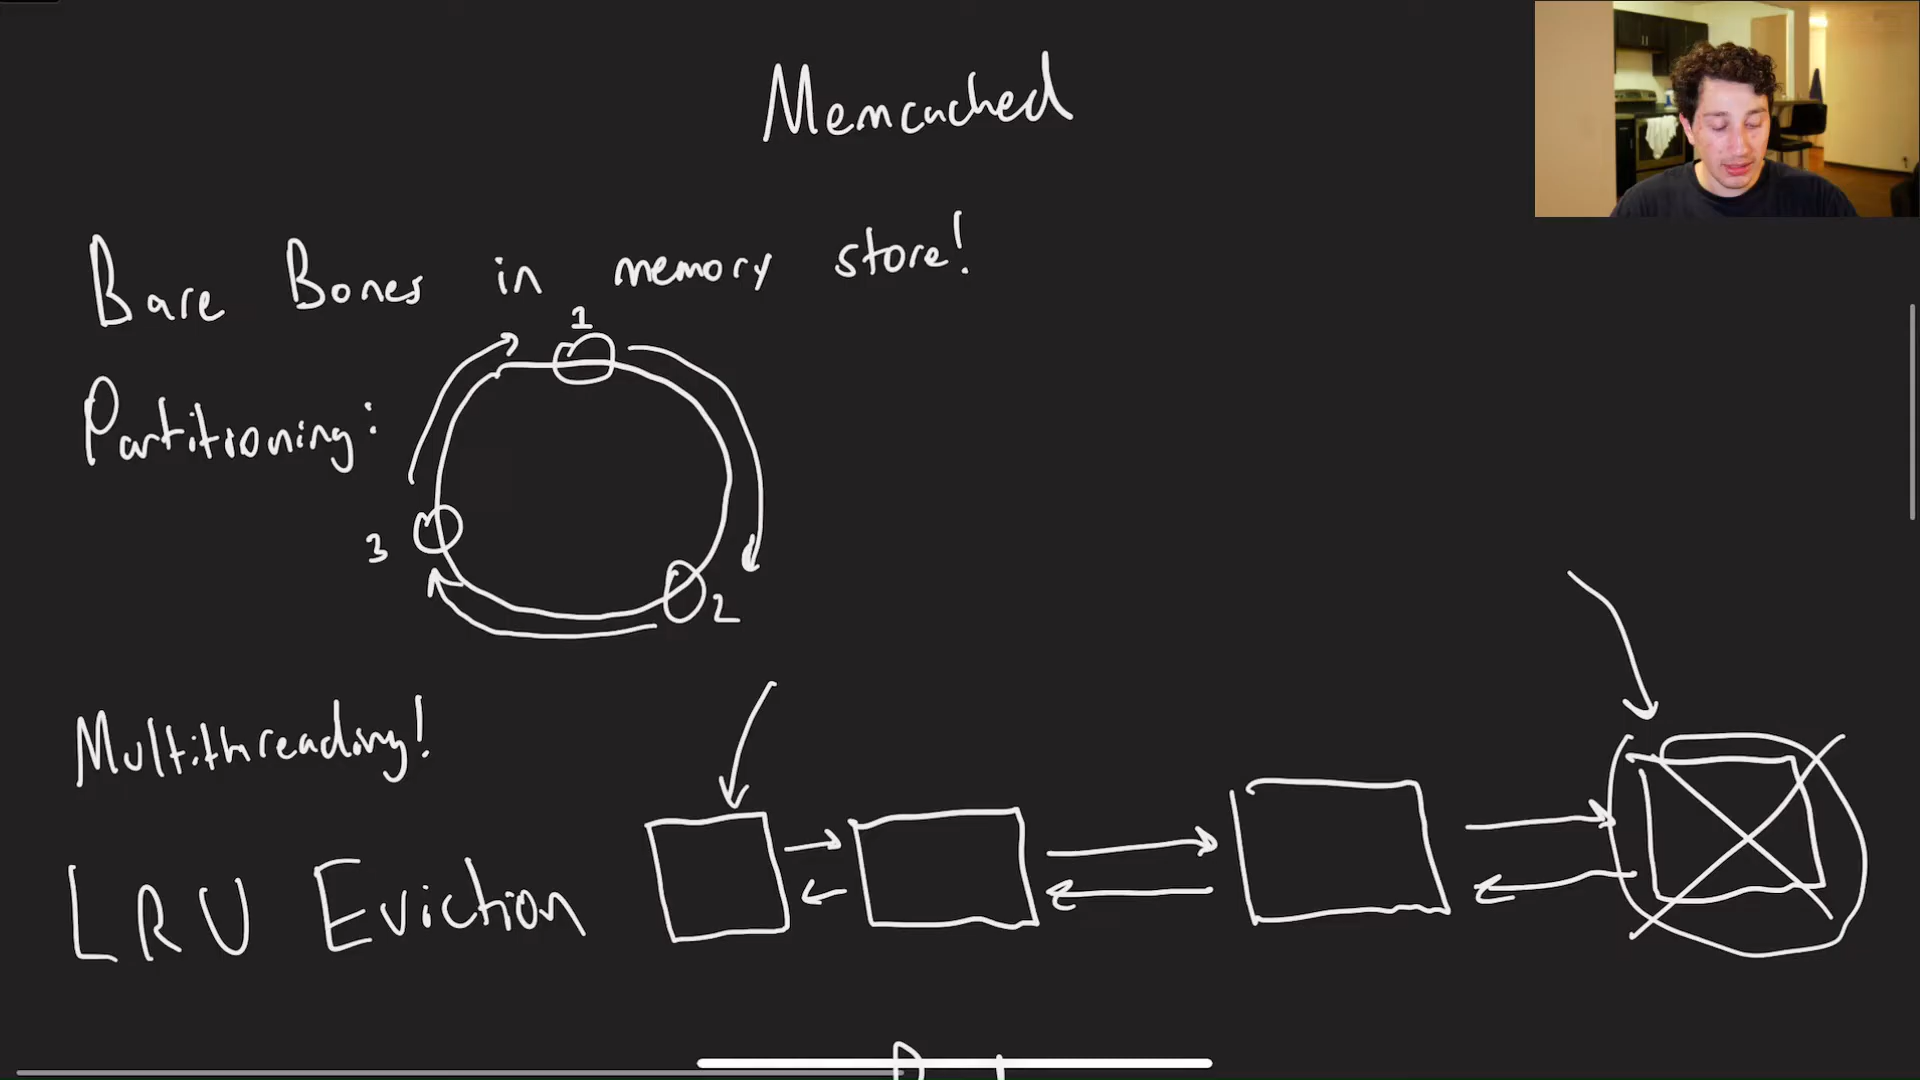 Memcached
Bare Bones in memory store!
1
Partitioning:
3
2
Multithreading!
LRU Eviction